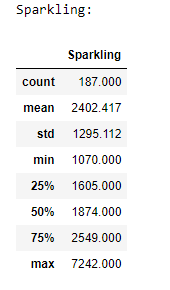 Sparkling:
Sparkling
count 187.000
mean 2402.417
std 1295.112
min 1070.000
25% 1605.000
50% 1874.000
75% 2549.000
max 7242.000